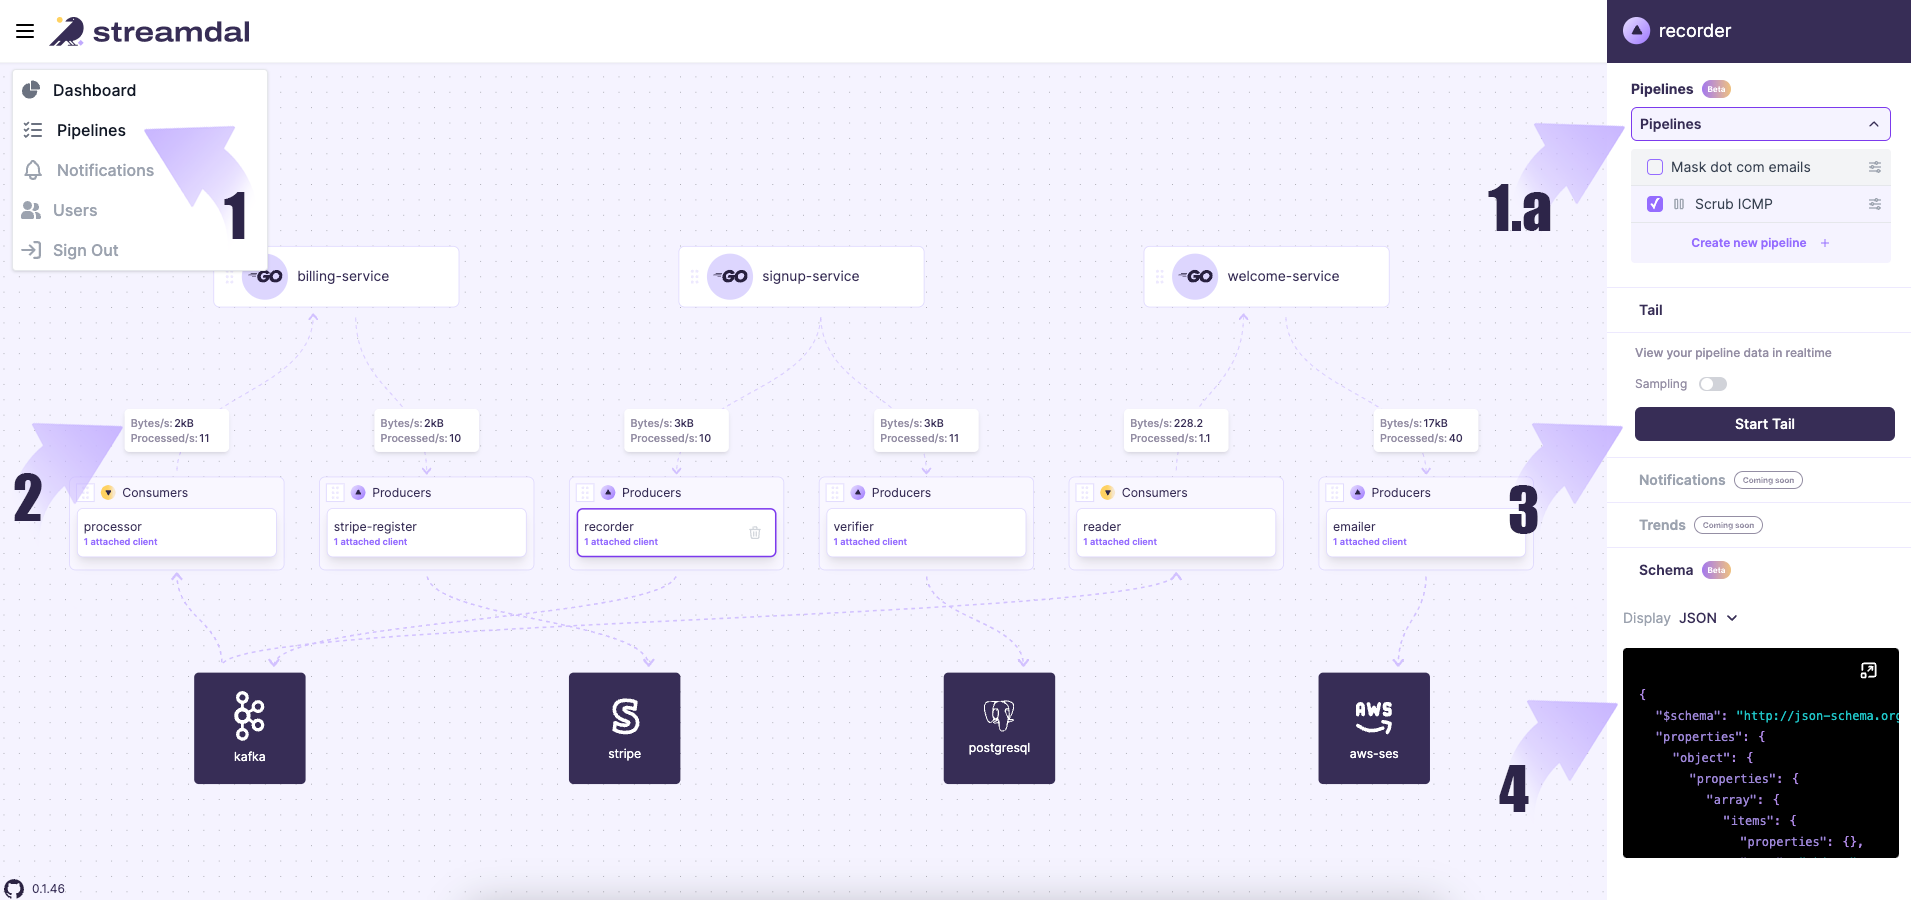 streamdal
recorder
Dashboard
Pipelines
Notifications
Users
Sign Out
1
Pipelines Beta
Pipelines
Mask dot com emails
Scrub ICMP
Create new pipeline +
1.a
GO billing-service
GO signup-service
GO welcome-service
Tail
View your pipeline data in realtime
Sampling
Start Tail
Bytes/s: 2kB
Processed/s: 11
Bytes/s: 2kB
Processed/s: 10
Bytes/s: 3kB
Processed/s: 10
Bytes/s: 3kB
Processed/s: 11
Bytes/s: 228.2
Processed/s: 1.1
Bytes/s: 17kB
Processed/s: 40
2
3
Consumers
processor
1 attached client
Producers
stripe-register
1 attached client
Producers
recorder
1 attached client
Producers
verifier
1 attached client
Consumers
reader
1 attached client
Producers
emailer
1 attached client
Notifications Coming soon
Trends Coming soon
Schema Beta
Display JSON
kafka
stripe
postgresql
AWS
aws-ses
4
{
"$schema": "http://json-schema.org
"properties": {
"object": {
"properties": {
"array": {
"items": {
"properties": {},
0.1.46